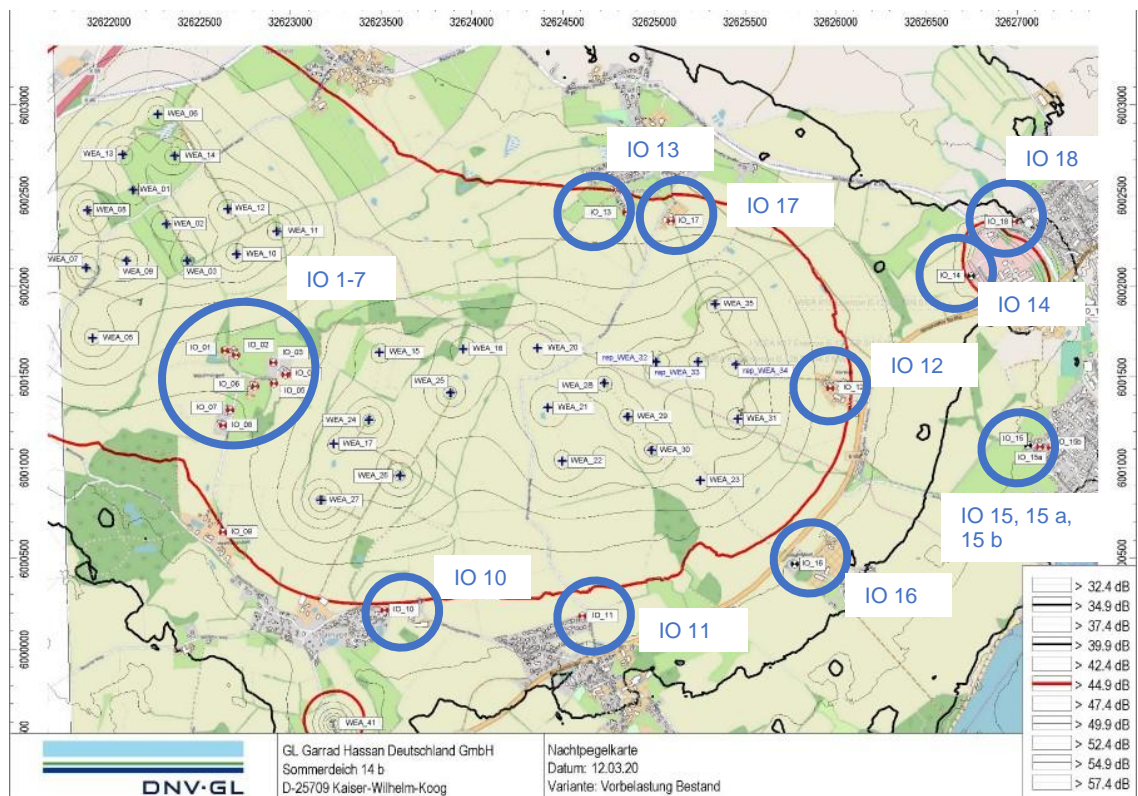 32622000 32622500 32623000 32623500 32624000 32624500 32625000 32625500 32626000 32626500 32627000
6003000
6003000
WEA_06
WEA_13
WEA_14
IO 13
IO 18
6002500
WEA_01
6002500
WEA_08
WEA_12
WEA_02
WEA_11
IO_13
IO_17
IO 17
IO_18
WEA_07
WEA_09
WEA_03
WEA_10
6002000
IO 1-7
IO_14
6002000
IO 14
WEA_35
WEA_05
IO_01
IO_02
IO_03
WEA_15
WEA_18
WEA_20
rep_WEA_32
rep_WEA_33
rep_WEA_34
IO 12
6001500
6001500
IO_06
IO_05
WEA_25
WEA_28
IO_12
IO_07
IO_08
WEA_24
WEA_21
WEA_29
WEA_31
WEA_17
IO_15
IO_15b
IO_15a
6001000
WEA_26
WEA_22
WEA_30
6001000
WEA_27
WEA_23
IO 15, 15 a,
15 b
IO_09
6000500
6000500
IO_16
IO 16
IO 10
IO_10
IO_11
IO 11
6000000
WEA_41
> 32.4 dB
> 34.9 dB
> 37.4 dB
> 39.9 dB
> 42.4 dB
> 44.9 dB
> 47.4 dB
> 49.9 dB
> 52.4 dB
> 54.9 dB
> 57.4 dB
DNV·GL
GL Garrad Hassan Deutschland GmbH
Sommerdeich 14 b
D-25709 Kaiser-Wilhelm-Koog
Nachtpegelkarte
Datum: 12.03.20
Variante: Vorbelastung Bestand